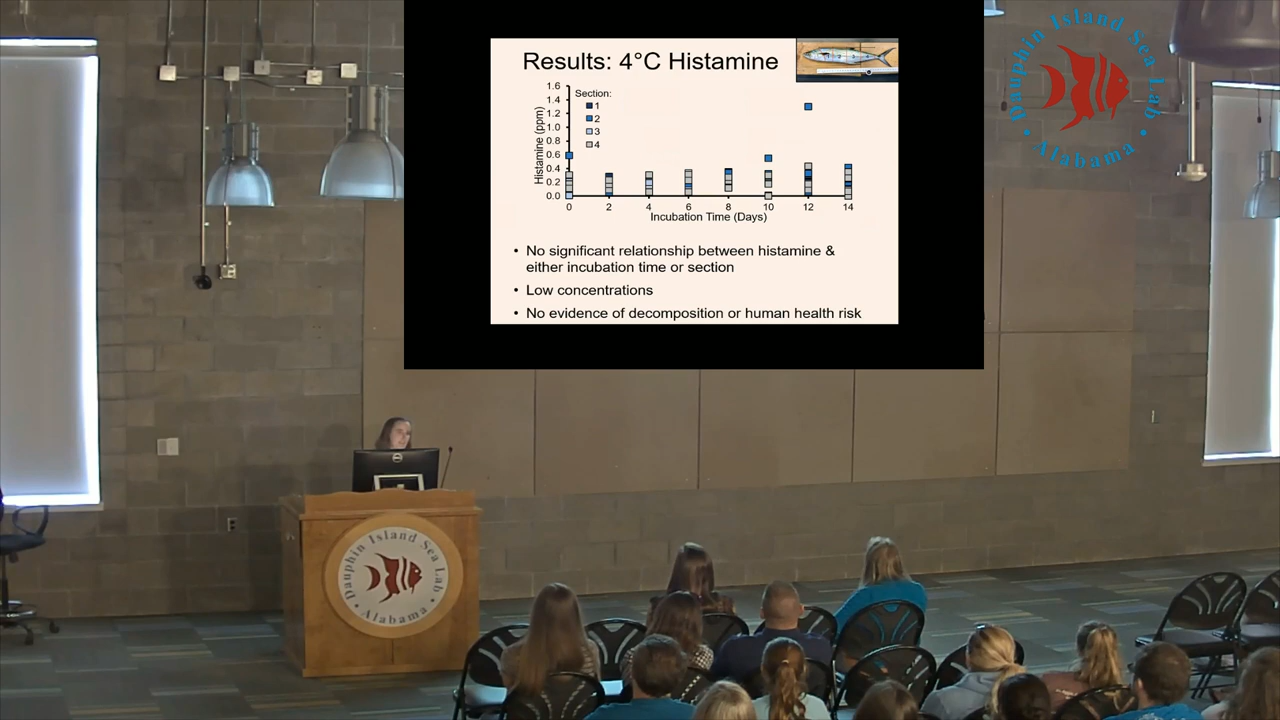 Results: 4°C Histamine
Histamine (ppm)
1.6
1.4
1.2
1.0
0.8
0.6
0.4
0.2
0.0
Section:
1
2
3
4
0 2 4 6 8 10 12 14
Incubation Time (Days)
• No significant relationship between histamine &
either incubation time or section
• Low concentrations
• No evidence of decomposition or human health risk
Dauphin Island Sea Lab
• Alabama •
DELL
Dauphin Island Sea Lab
• Alabama •